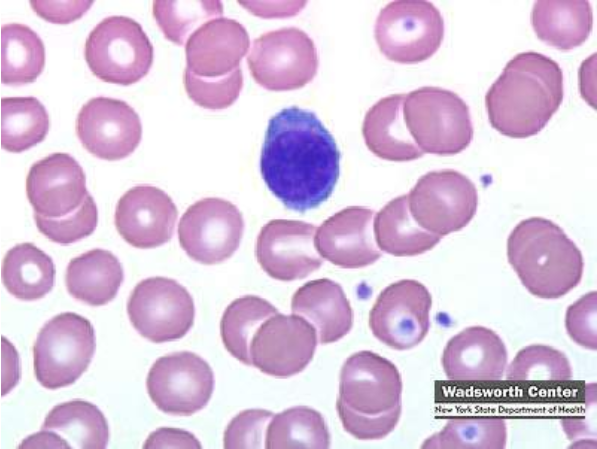 Wadsworth Center
New York State Department of Health